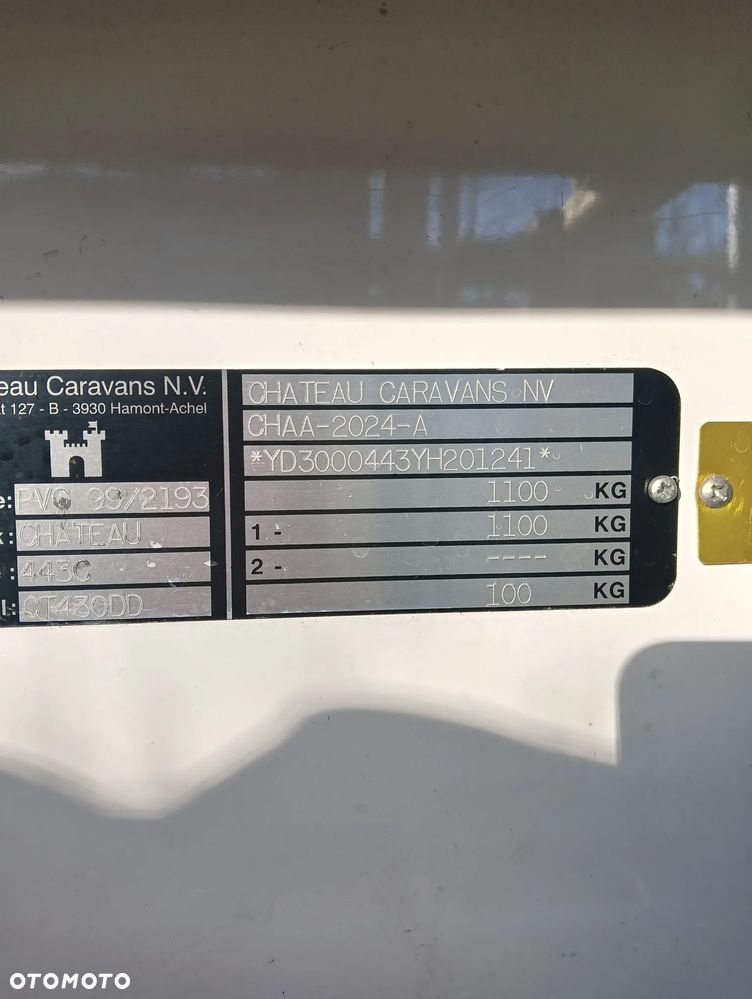 eau Caravans N.V.
at 127 - B - 3930 Hamont-Achel
e: PVG 99/2193
k: CHATEAU
e: 443C
l: CT430DD
CHATEAU CARAVANS NV
CHAA-2024-A
*YD3000443YH201241*
1100 KG
1 - 1100 KG
2 - ---- KG
100 KG
OTOMOTO